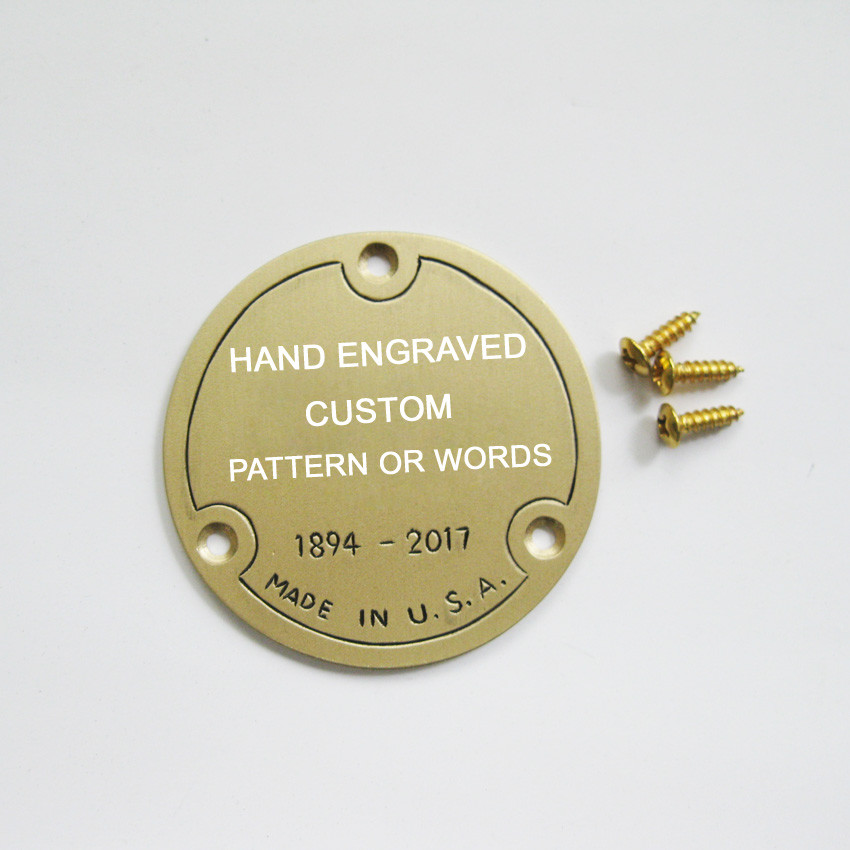 HAND ENGRAVED
CUSTOM
PATTERN OR WORDS
1894 - 2017
MADE IN U.S.A.